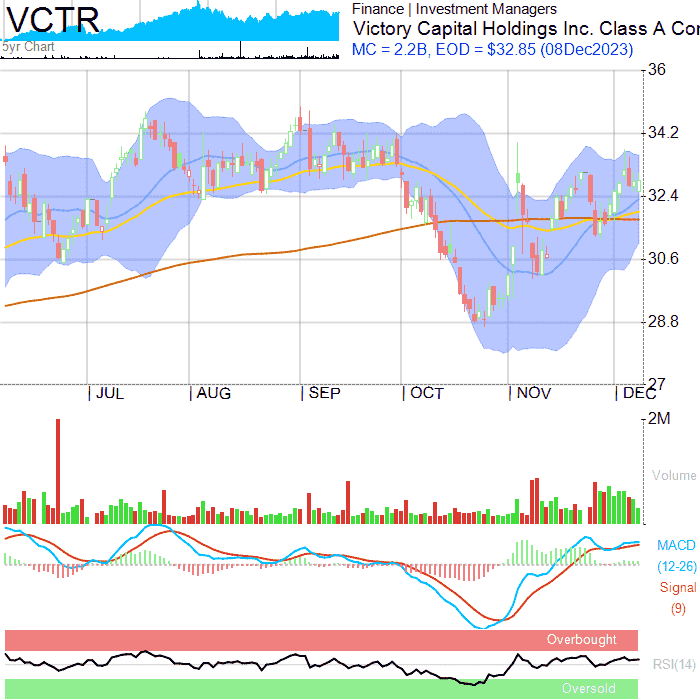 VCTR
5yr Chart
Finance | Investment Managers
Victory Capital Holdings Inc. Class A Cor
MC = 2.2B, EOD = $32.85 (08Dec2023)
36
34.2
32.4
30.6
28.8
27
JUL AUG SEP OCT NOV DEC
2M
Volume
MACD
(12-26)
Signal
(9)
Overbought
RSI(14)
Oversold